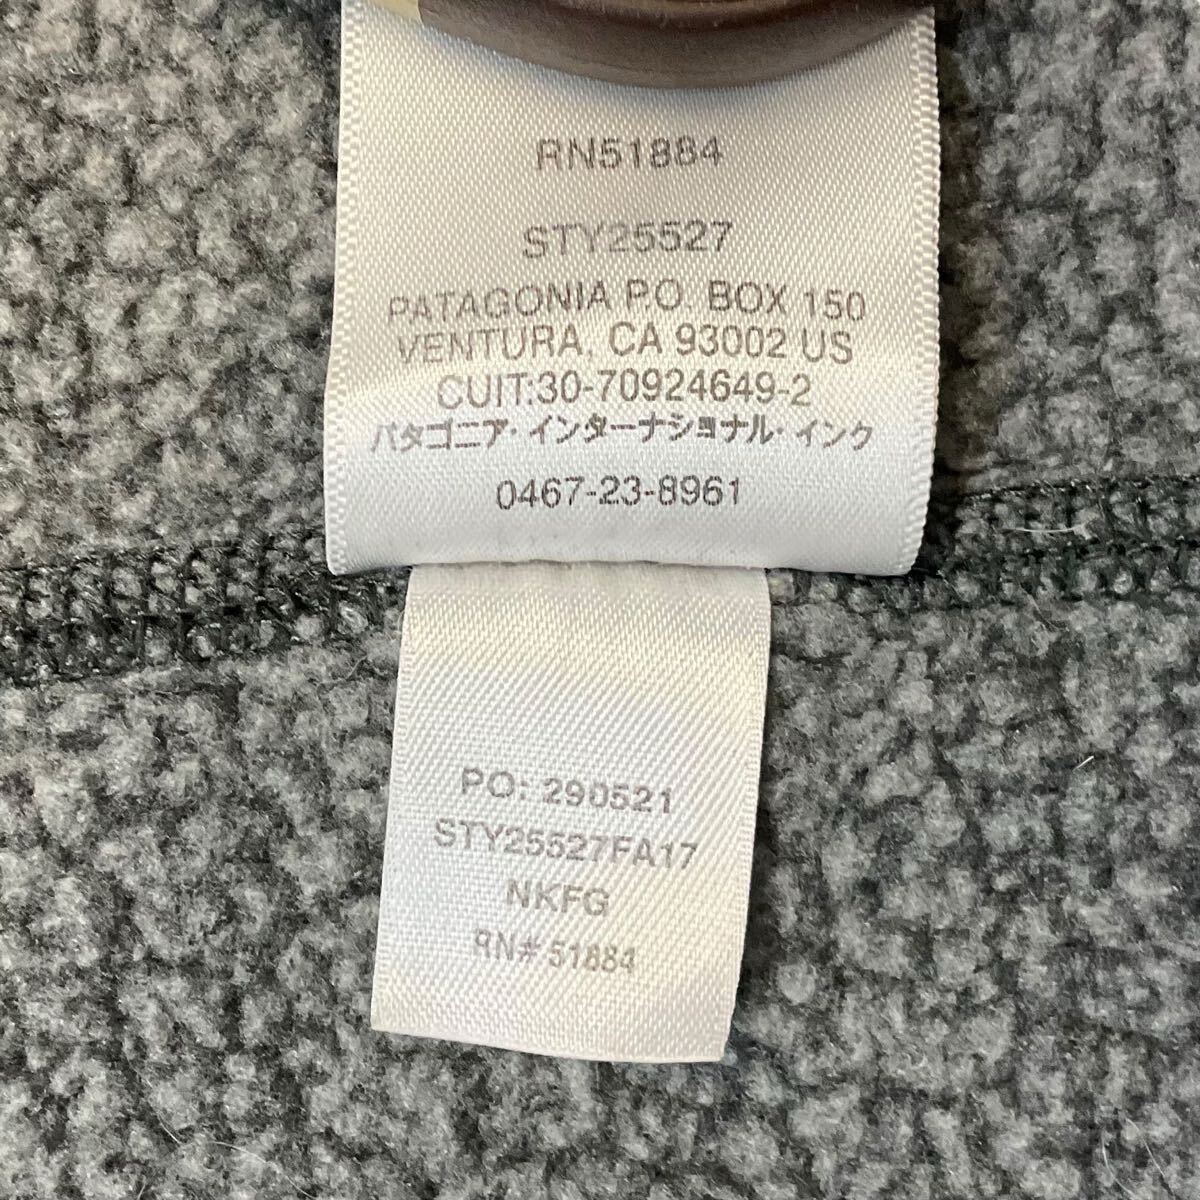 RN51884
STY25527
PATAGONIA P.O. BOX 150
VENTURA, CA 93002 US
CUIT:30-70924649-2
パタゴニア・インターナショナル・インク
0467-23-8961
PO: 290521
STY25527FA17
NKFG
RN# 51884